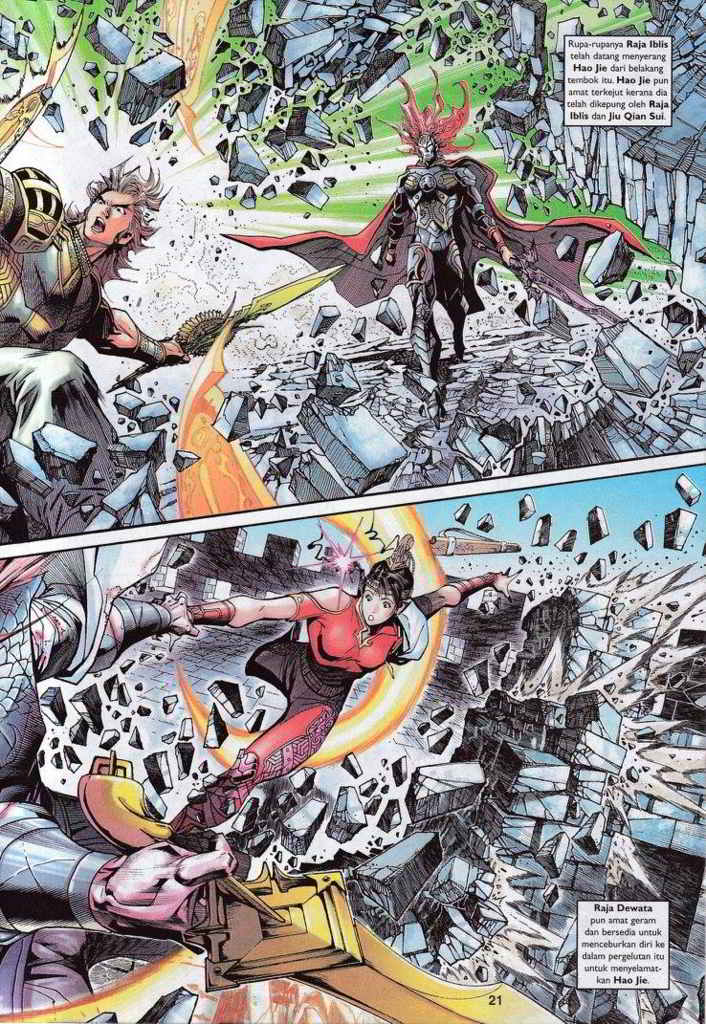 Rupa-rupanya Raja Iblis
telah datang menyerang
Hao Jie dari belakang
tembok itu. Hao Jie pun
amat terkejut kerana dia
telah dikepung oleh Raja
Iblis dan Jiu Qian Sui.
Raja Dewata
pun amat geram
dan bersedia untuk
menceburkan diri ke
dalam pergelutan itu
untuk menyelamat-
kan Hao Jie.
21